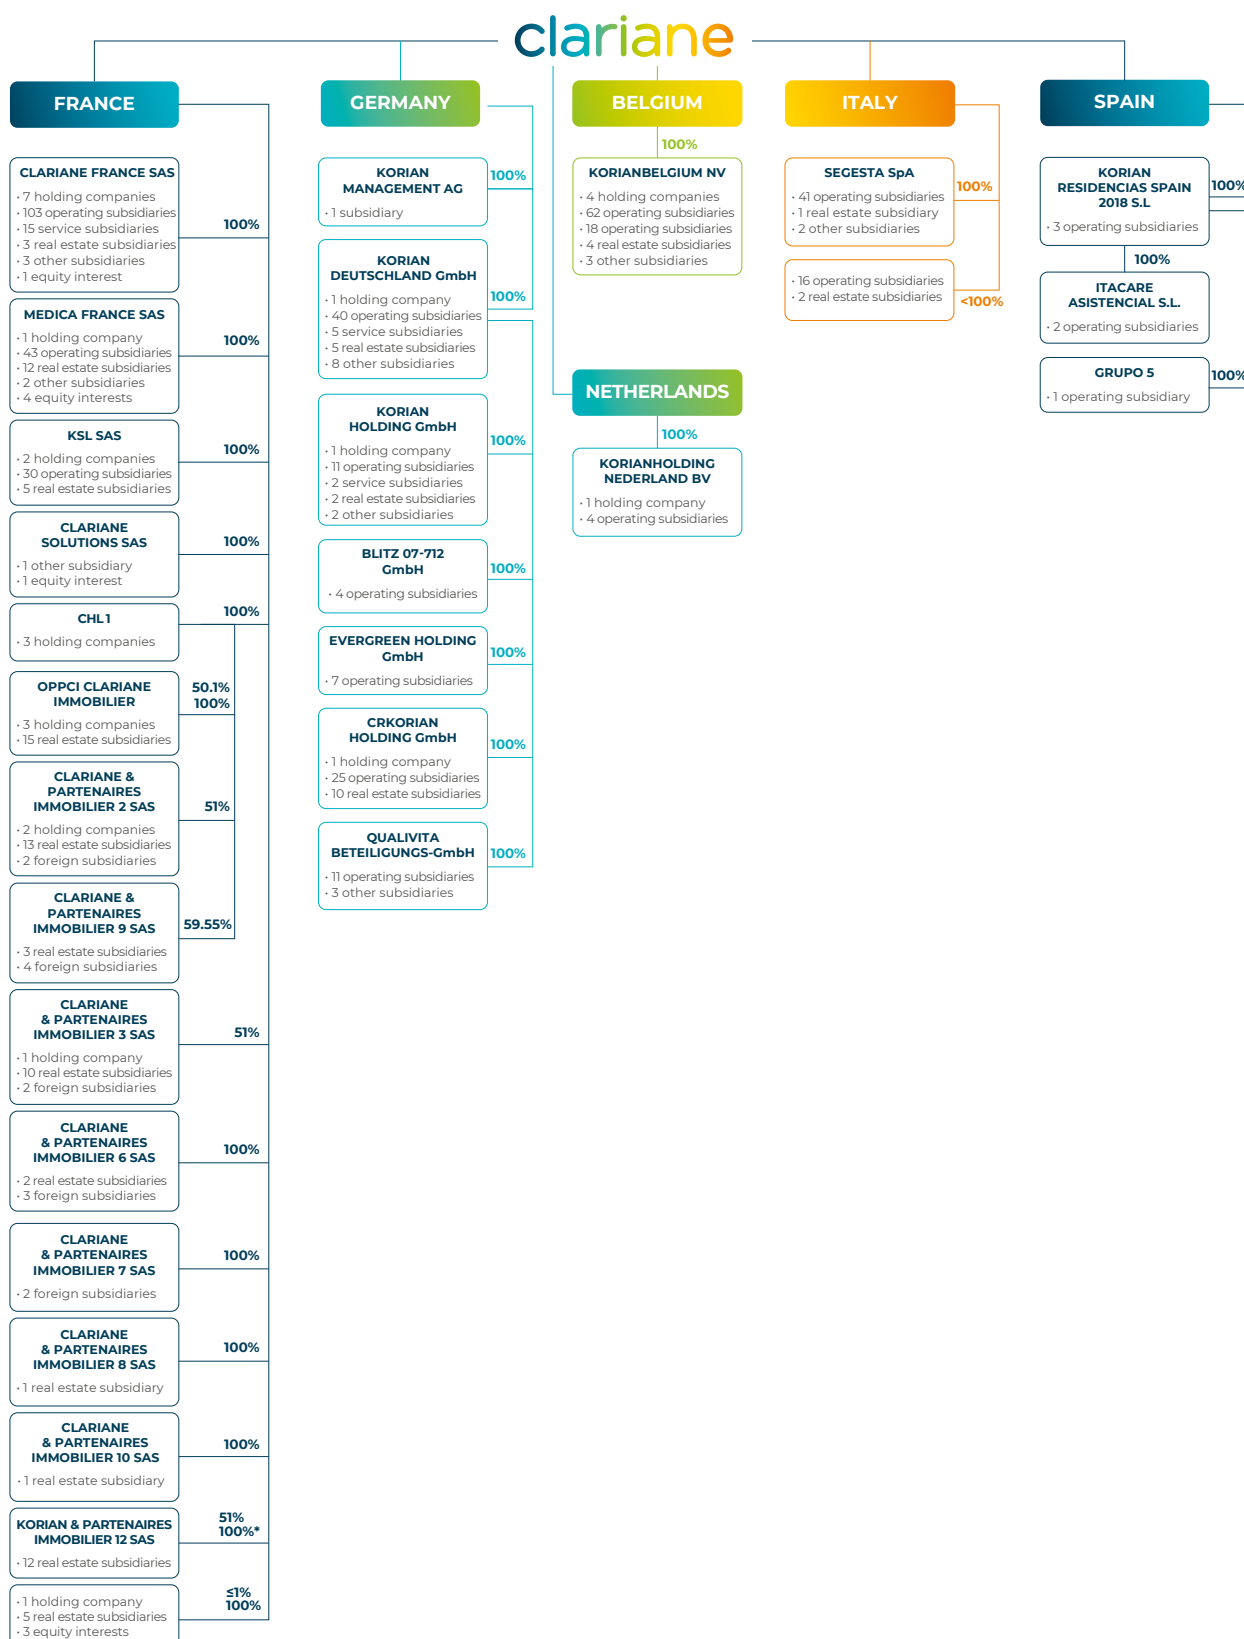 clariane
FRANCE
CLARIANE FRANCE SAS
• 7 holding companies
• 103 operating subsidiaries
• 15 service subsidiaries
• 3 real estate subsidiaries
• 3 other subsidiaries
• 1 equity interest
100%
MEDICA FRANCE SAS
• 1 holding company
• 43 operating subsidiaries
• 12 real estate subsidiaries
• 2 other subsidiaries
• 4 equity interests
100%
KSL SAS
• 2 holding companies
• 30 operating subsidiaries
• 5 real estate subsidiaries
100%
CLARIANE
SOLUTIONS SAS
• 1 other subsidiary
• 1 equity interest
100%
CHL 1
• 3 holding companies
100%
OPPCI CLARIANE
IMMOBILIER
• 3 holding companies
• 15 real estate subsidiaries
50.1%
100%
CLARIANE &
PARTENAIRES
IMMOBILIER 2 SAS
• 2 holding companies
• 13 real estate subsidiaries
• 2 foreign subsidiaries
51%
CLARIANE &
PARTENAIRES
IMMOBILIER 9 SAS
• 3 real estate subsidiaries
• 4 foreign subsidiaries
59.55%
CLARIANE
& PARTENAIRES
IMMOBILIER 3 SAS
• 1 holding company
• 10 real estate subsidiaries
• 2 foreign subsidiaries
51%
CLARIANE
& PARTENAIRES
IMMOBILIER 6 SAS
• 2 real estate subsidiaries
• 3 foreign subsidiaries
100%
CLARIANE
& PARTENAIRES
IMMOBILIER 7 SAS
• 2 foreign subsidiaries
100%
CLARIANE
& PARTENAIRES
IMMOBILIER 8 SAS
• 1 real estate subsidiary
100%
CLARIANE
& PARTENAIRES
IMMOBILIER 10 SAS
• 1 real estate subsidiary
100%
KORIAN & PARTENAIRES
IMMOBILIER 12 SAS
• 12 real estate subsidiaries
51%
100%*
• 1 holding company
• 5 real estate subsidiaries
• 3 equity interests
≤1%
100%
GERMANY
KORIAN
MANAGEMENT AG
• 1 subsidiary
100%
KORIAN
DEUTSCHLAND GmbH
• 1 holding company
• 40 operating subsidiaries
• 5 service subsidiaries
• 5 real estate subsidiaries
• 8 other subsidiaries
100%
KORIAN
HOLDING GmbH
• 1 holding company
• 11 operating subsidiaries
• 2 service subsidiaries
• 2 real estate subsidiaries
• 2 other subsidiaries
100%
BLITZ 07-712
GmbH
• 4 operating subsidiaries
100%
EVERGREEN HOLDING
GmbH
• 7 operating subsidiaries
100%
CRKORIAN
HOLDING GmbH
• 1 holding company
• 25 operating subsidiaries
• 10 real estate subsidiaries
100%
QUALIVITA
BETEILIGUNGS-GmbH
• 11 operating subsidiaries
• 3 other subsidiaries
100%
BELGIUM
100%
KORIANBELGIUM NV
• 4 holding companies
• 62 operating subsidiaries
• 18 operating subsidiaries
• 4 real estate subsidiaries
• 3 other subsidiaries
NETHERLANDS
100%
KORIANHOLDING
NEDERLAND BV
• 1 holding company
• 4 operating subsidiaries
ITALY
SEGESTA SpA
• 41 operating subsidiaries
• 1 real estate subsidiary
• 2 other subsidiaries
100%
• 16 operating subsidiaries
• 2 real estate subsidiaries
<100%
SPAIN
KORIAN
RESIDENCIAS SPAIN
2018 S.L
• 3 operating subsidiaries
100%
100%
ITACARE
ASISTENCIAL S.L.
• 2 operating subsidiaries
GRUPO 5
• 1 operating subsidiary
100%